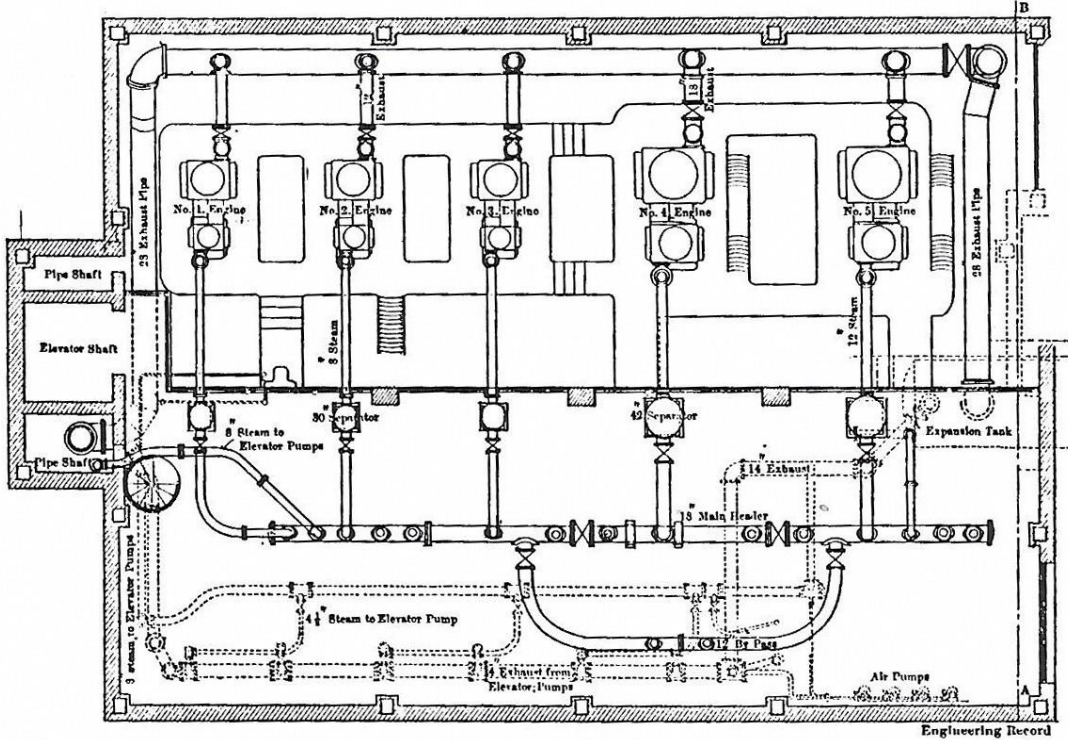 B
12" Exhaust
18" Exhaust
No. 1. Engine
No. 2. Engine
No. 3. Engine
No. 4 Engine
No. 5 Engine
28 Exhaust Pipe
28 Exhaust Pipe
Pipe Shaft
Elevator Shaft
8" Steam
12" Steam
30" Separator
42" Separator
8" Steam to
Elevator Pumps
Expansion Tank
Pipe Shaft
14" Exhaust
18" Main Header
8 steam to Elevator Pumps
4½" Steam to Elevator Pump
12" By Pass
Exhaust from
Elevator Pumps
Air Pumps
A
Engineering Record